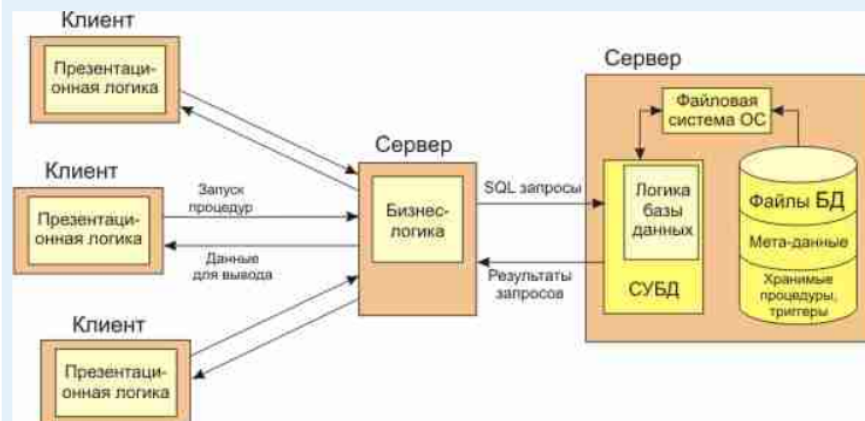 Клиент
Презентаци-
онная логика
Клиент
Презентаци-
онная логика
Клиент
Презентаци-
онная логика
Запуск
процедур
Данные
для вывода
Сервер
Бизнес-
логика
SQL запросы
Результаты
запросов
Сервер
Файловая
система ОС
Логика
базы
данных
СУБД
Файлы БД
Мета-данные
Хранимые
процедуры,
триггеры